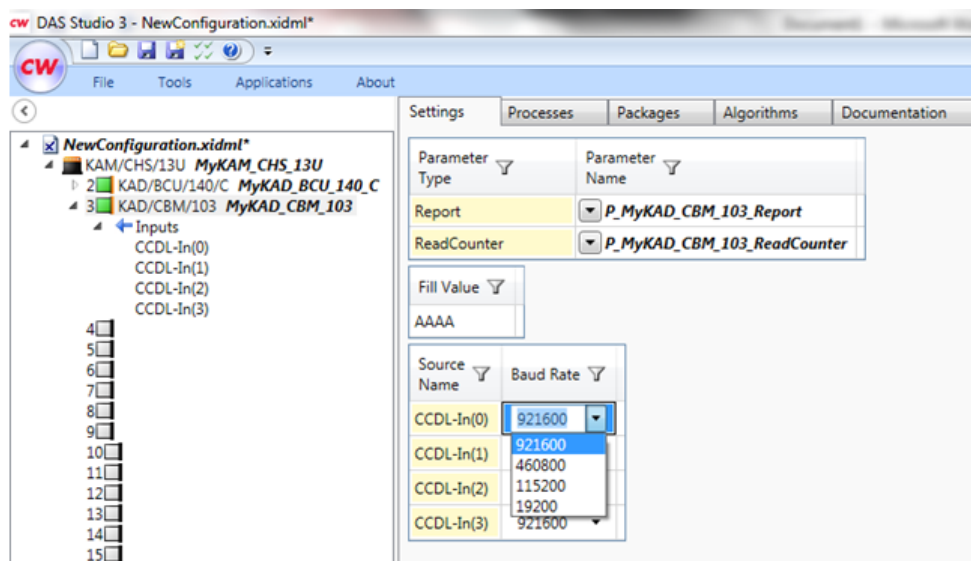 CW DAS Studio 3 - NewConfiguration.xidml*
CW
File Tools Applications About
NewConfiguration.xidml*
KAM/CHS/13U MyKAM_CHS_13U
2 KAD/BCU/140/C MyKAD_BCU_140_C
3 KAD/CBM/103 MyKAD_CBM_103
Inputs
CCDL-In(0)
CCDL-In(1)
CCDL-In(2)
CCDL-In(3)
4
5
6
7
8
9
10
11
12
13
14
15
Settings Processes Packages Algorithms Documentation
Parameter Type Parameter Name
Report P_MyKAD_CBM_103_Report
ReadCounter P_MyKAD_CBM_103_ReadCounter
Fill Value
AAAA
Source Name Baud Rate
CCDL-In(0) 921600
921600
CCDL-In(1) 460800
CCDL-In(2) 115200
19200
CCDL-In(3) 921600